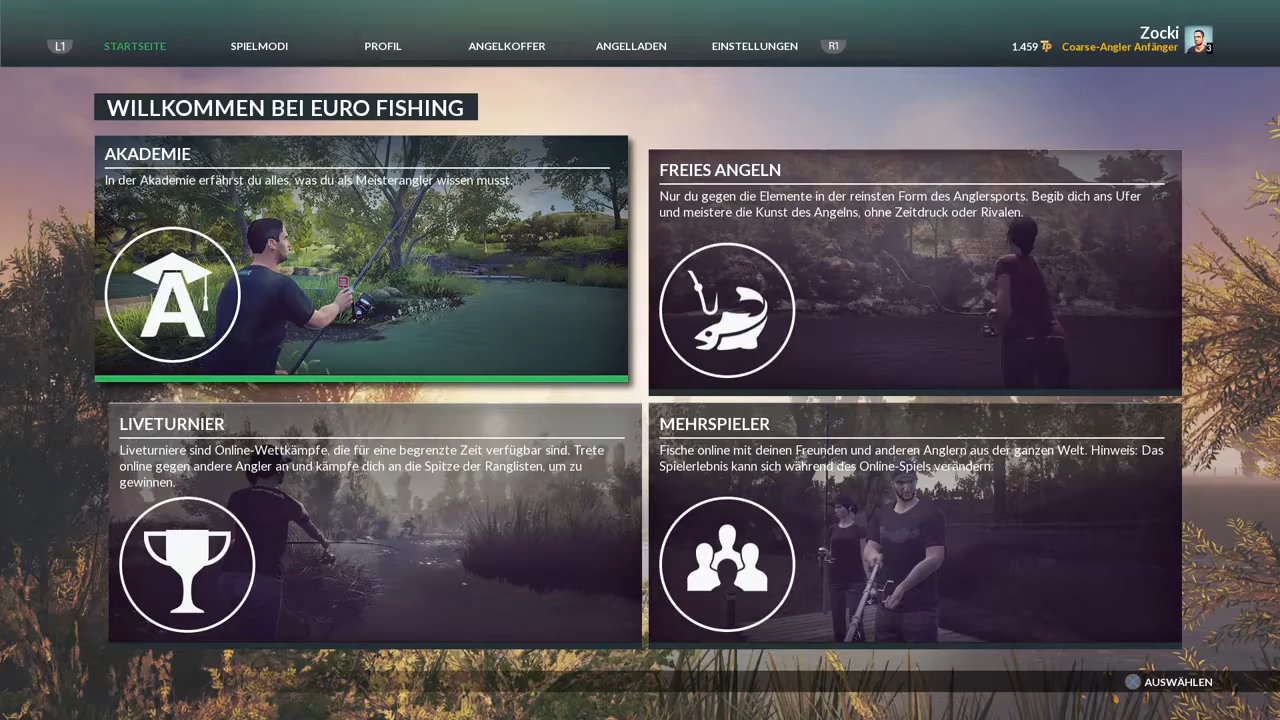 L1 STARTSEITE SPIELMODI PROFIL ANGELKOFFER ANGELLADEN EINSTELLUNGEN R1
Zocki
1.459 TP Coarse-Angler Anfänger 3
WILLKOMMEN BEI EURO FISHING
AKADEMIE
In der Akademie erfährst du alles, was du als Meisterangler wissen musst.
A
FREIES ANGELN
Nur du gegen die Elemente in der reinsten Form des Anglersports. Begib dich ans Ufer
und meistere die Kunst des Angelns, ohne Zeitdruck oder Rivalen.
LIVETURNIER
Liveturniere sind Online-Wettkämpfe, die für eine begrenzte Zeit verfügbar sind. Trete
online gegen andere Angler an und kämpfe dich an die Spitze der Ranglisten, um zu
gewinnen.
MEHRSPIELER
Fische online mit deinen Freunden und anderen Anglern aus der ganzen Welt. Hinweis: Das
Spielerlebnis kann sich während des Online-Spiels verändern.
AUSWÄHLEN